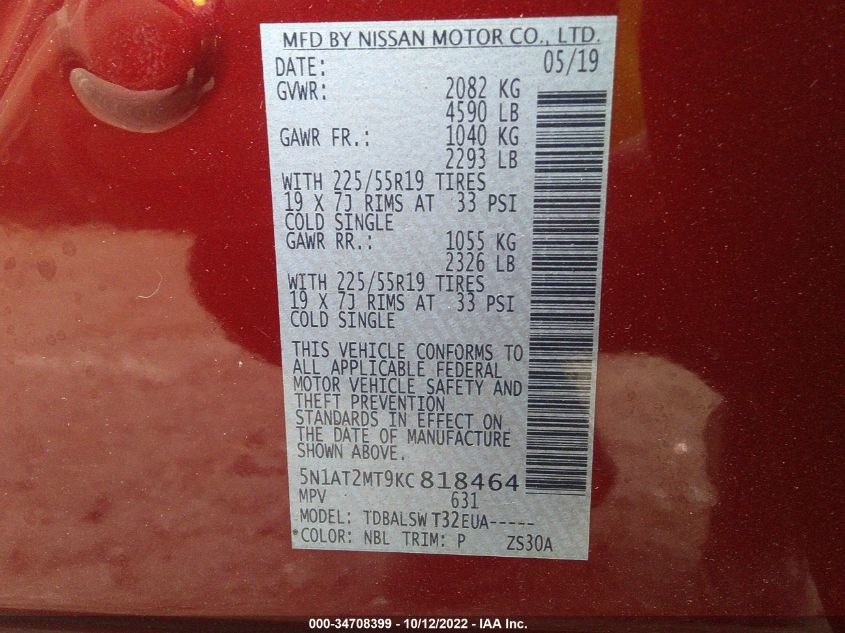 MFD BY NISSAN MOTOR CO., LTD.
DATE: 05/19
GVWR: 2082 KG
4590 LB
GAWR FR.: 1040 KG
2293 LB
WITH 225/55R19 TIRES
19 X 7J RIMS AT 33 PSI
COLD SINGLE
GAWR RR.: 1055 KG
2326 LB
WITH 225/55R19 TIRES
19 X 7J RIMS AT 33 PSI
COLD SINGLE
THIS VEHICLE CONFORMS TO
ALL APPLICABLE FEDERAL
MOTOR VEHICLE SAFETY AND
THEFT PREVENTION
STANDARDS IN EFFECT ON
THE DATE OF MANUFACTURE
SHOWN ABOVE.
5N1AT2MT9KC818464
MPV 631
MODEL: TDBALSW T32EUA-----
*COLOR: NBL TRIM: P ZS30A
000-34708399 - 10/12/2022 - IAA Inc.